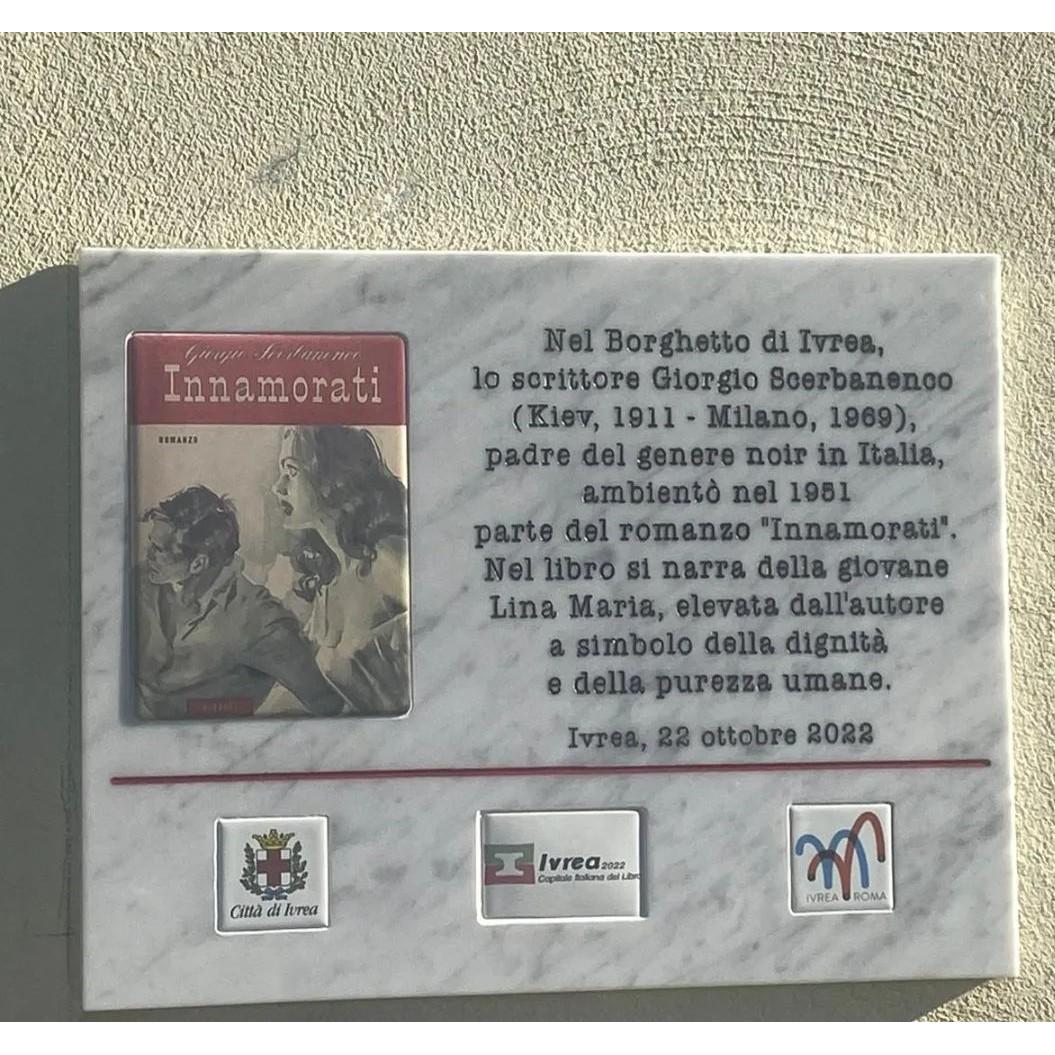 Giorgio Scerbanenco
Innamorati
ROMANZO
Nel Borghetto di Ivrea,
lo scrittore Giorgio Scerbanenco
(Kiev, 1911 - Milano, 1969),
padre del genere noir in Italia,
ambientò nel 1951
parte del romanzo "Innamorati".
Nel libro si narra della giovane
Lina Maria, elevata dall'autore
a simbolo della dignità
e della purezza umane.
Ivrea, 22 ottobre 2022
Città di Ivrea
Ivrea 2022
Capitale Italiana del Libro
IVREA ROMA